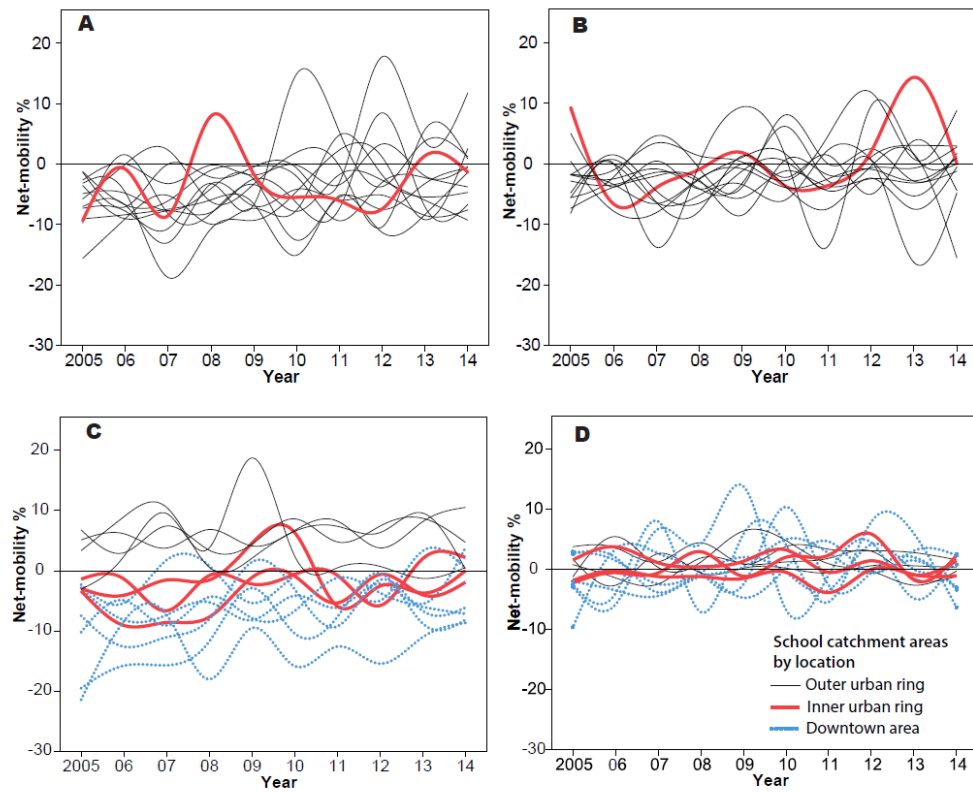 A
Net-mobility %
20
10
0
-10
-20
-30
2005 06 07 08 09 10 11 12 13 14
Year
B
Net-mobility %
20
10
0
-10
-20
-30
2005 06 07 08 09 10 11 12 13 14
Year
C
Net-mobility %
20
10
0
-10
-20
-30
2005 06 07 08 09 10 11 12 13 14
Year
D
Net-mobility %
20
10
0
-10
-20
-30
2005 06 07 08 09 10 11 12 13 14
Year
School catchment areas
by location
Outer urban ring
Inner urban ring
Downtown area